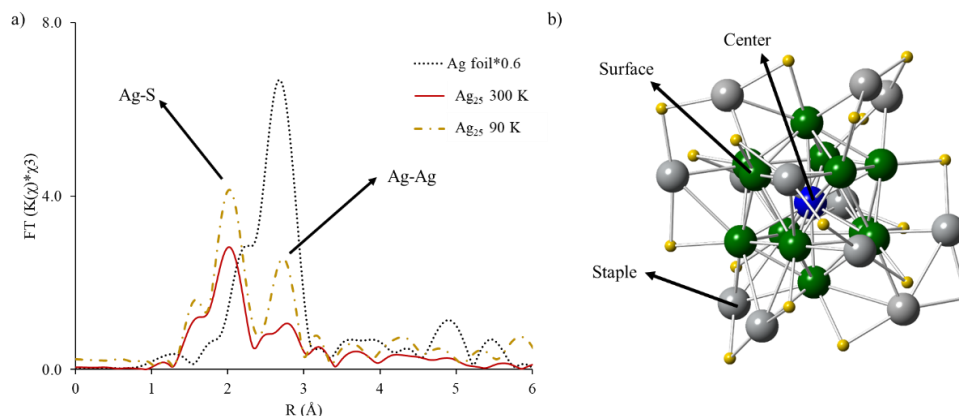 a)
8.0
4.0
0.0
FT (K(χ)*χ3)
0
1
2
3
4
5
6
R (Å)
Ag-S
Ag-Ag
Ag foil*0.6
Ag₂₅ 300 K
Ag₂₅ 90 K
b)
Center
Surface
Staple